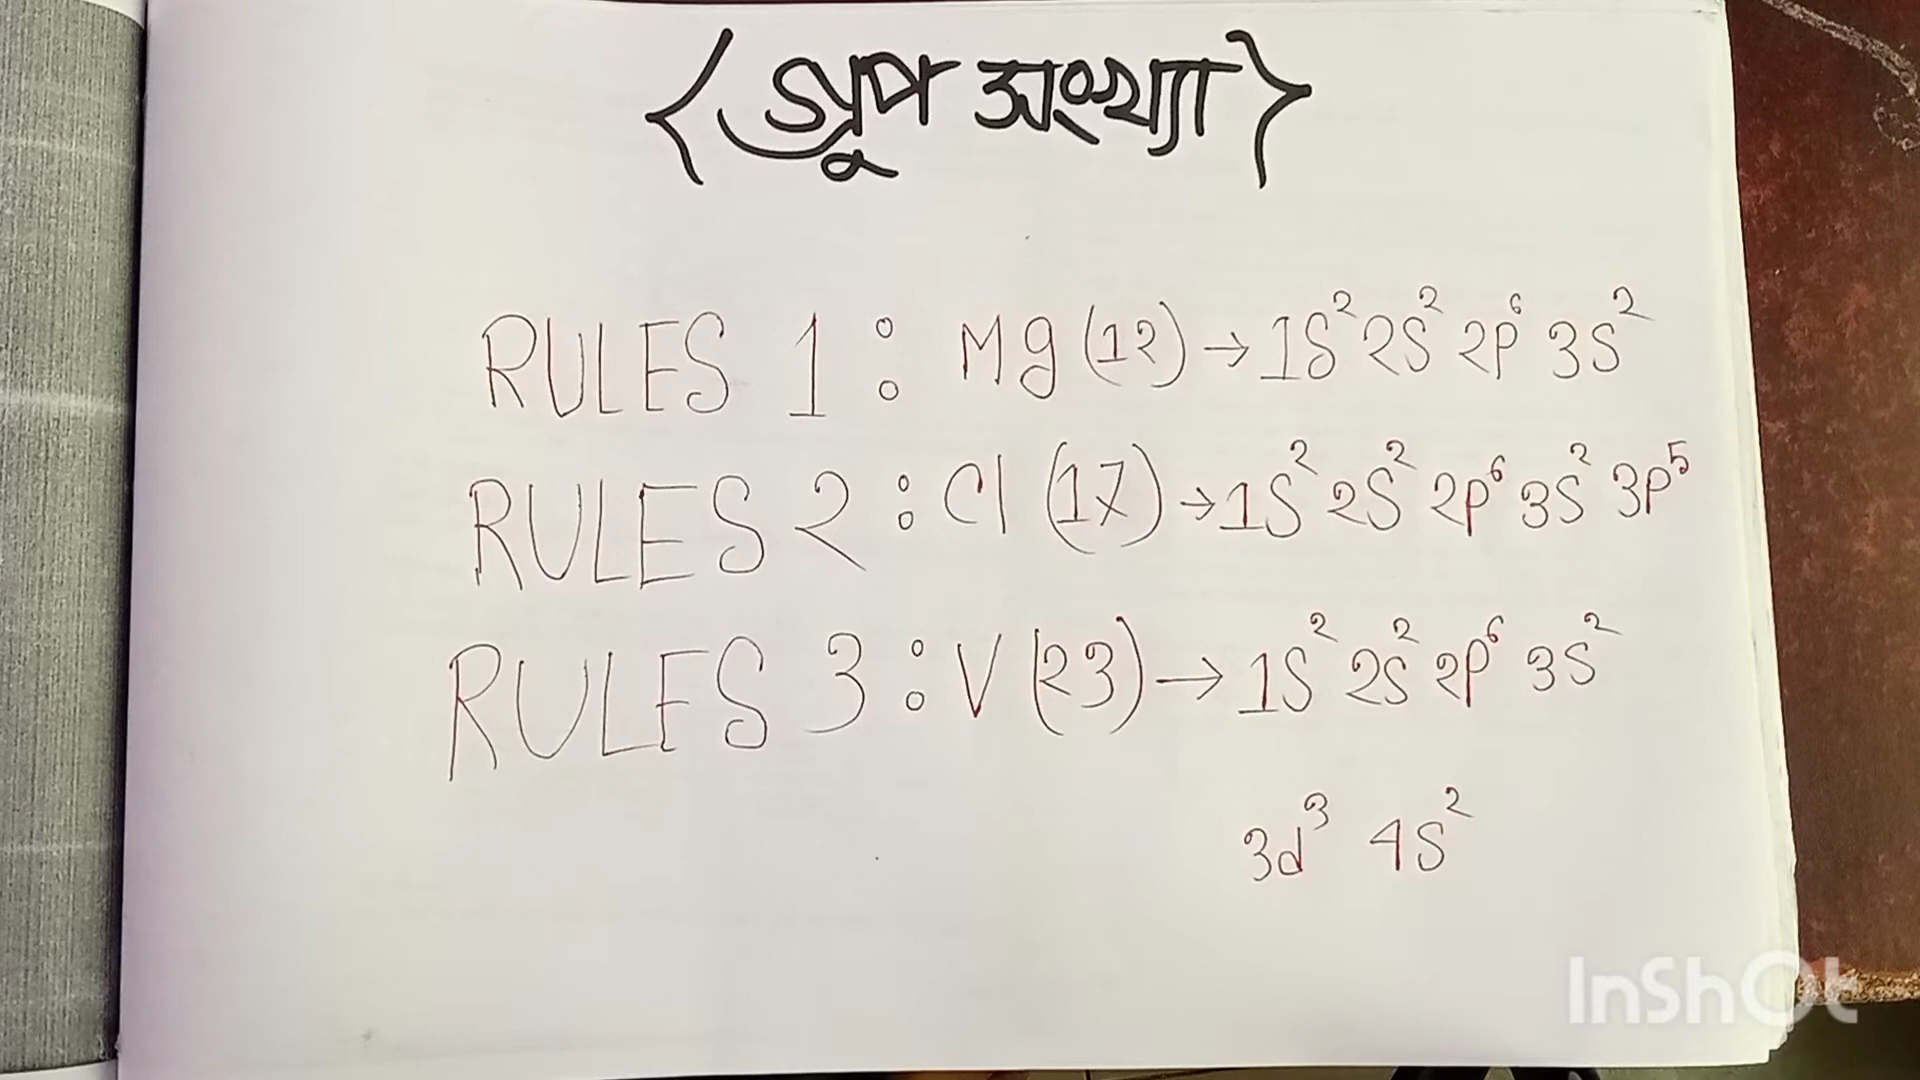 {গ্রুপ সংখ্যা}
RULES 1 : Mg (12) → 1S² 2S² 2P⁶ 3S²
RULES 2 : Cl (17) → 1S² 2S² 2P⁶ 3S² 3P⁵
RULES 3 : V (23) → 1S² 2S² 2P⁶ 3S²
3d³ 4S²
InShOt